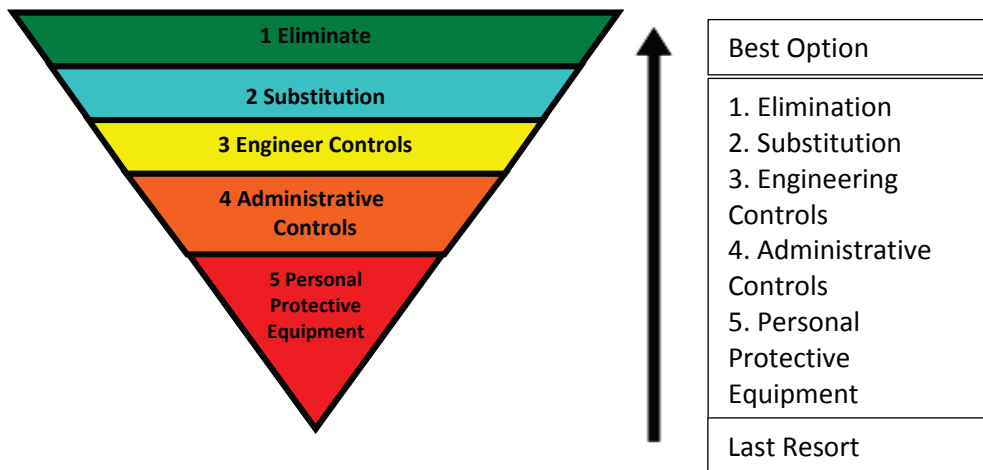 1 Eliminate
2 Substitution
3 Engineer Controls
4 Administrative
Controls
5 Personal
Protective
Equipment
Best Option
1. Elimination
2. Substitution
3. Engineering
Controls
4. Administrative
Controls
5. Personal
Protective
Equipment
Last Resort